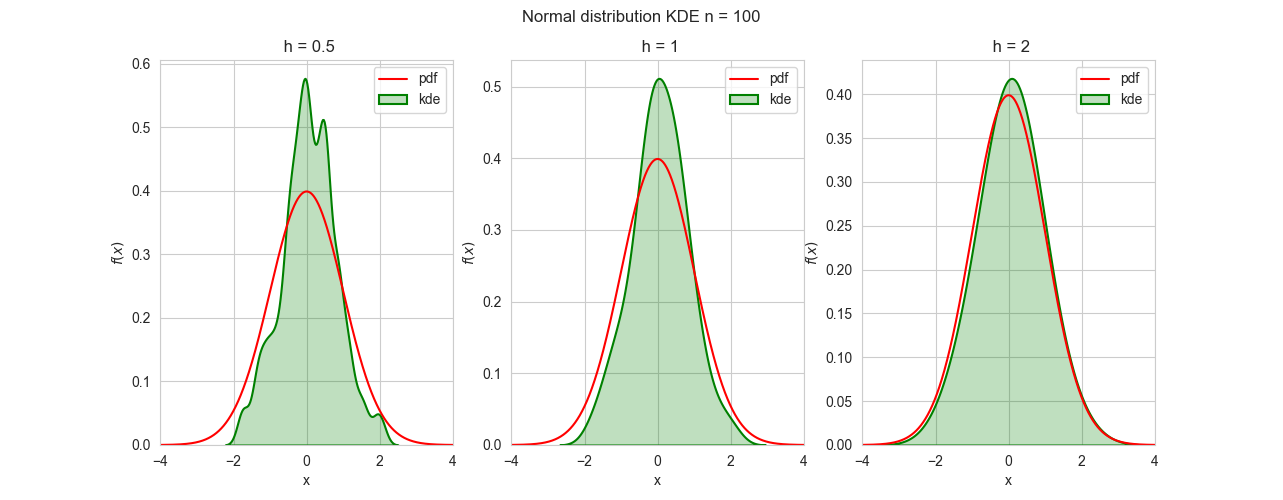 Normal distribution KDE n = 100
h = 0.5
0.6
0.5
0.4
0.3
0.2
0.1
0.0
f(x)
−4
−2
0
2
4
x
pdf
kde
h = 1
0.5
0.4
0.3
0.2
0.1
0.0
f(x)
−4
−2
0
2
4
x
pdf
kde
h = 2
0.40
0.35
0.30
0.25
0.20
0.15
0.10
0.05
0.00
f(x)
−4
−2
0
2
4
x
pdf
kde